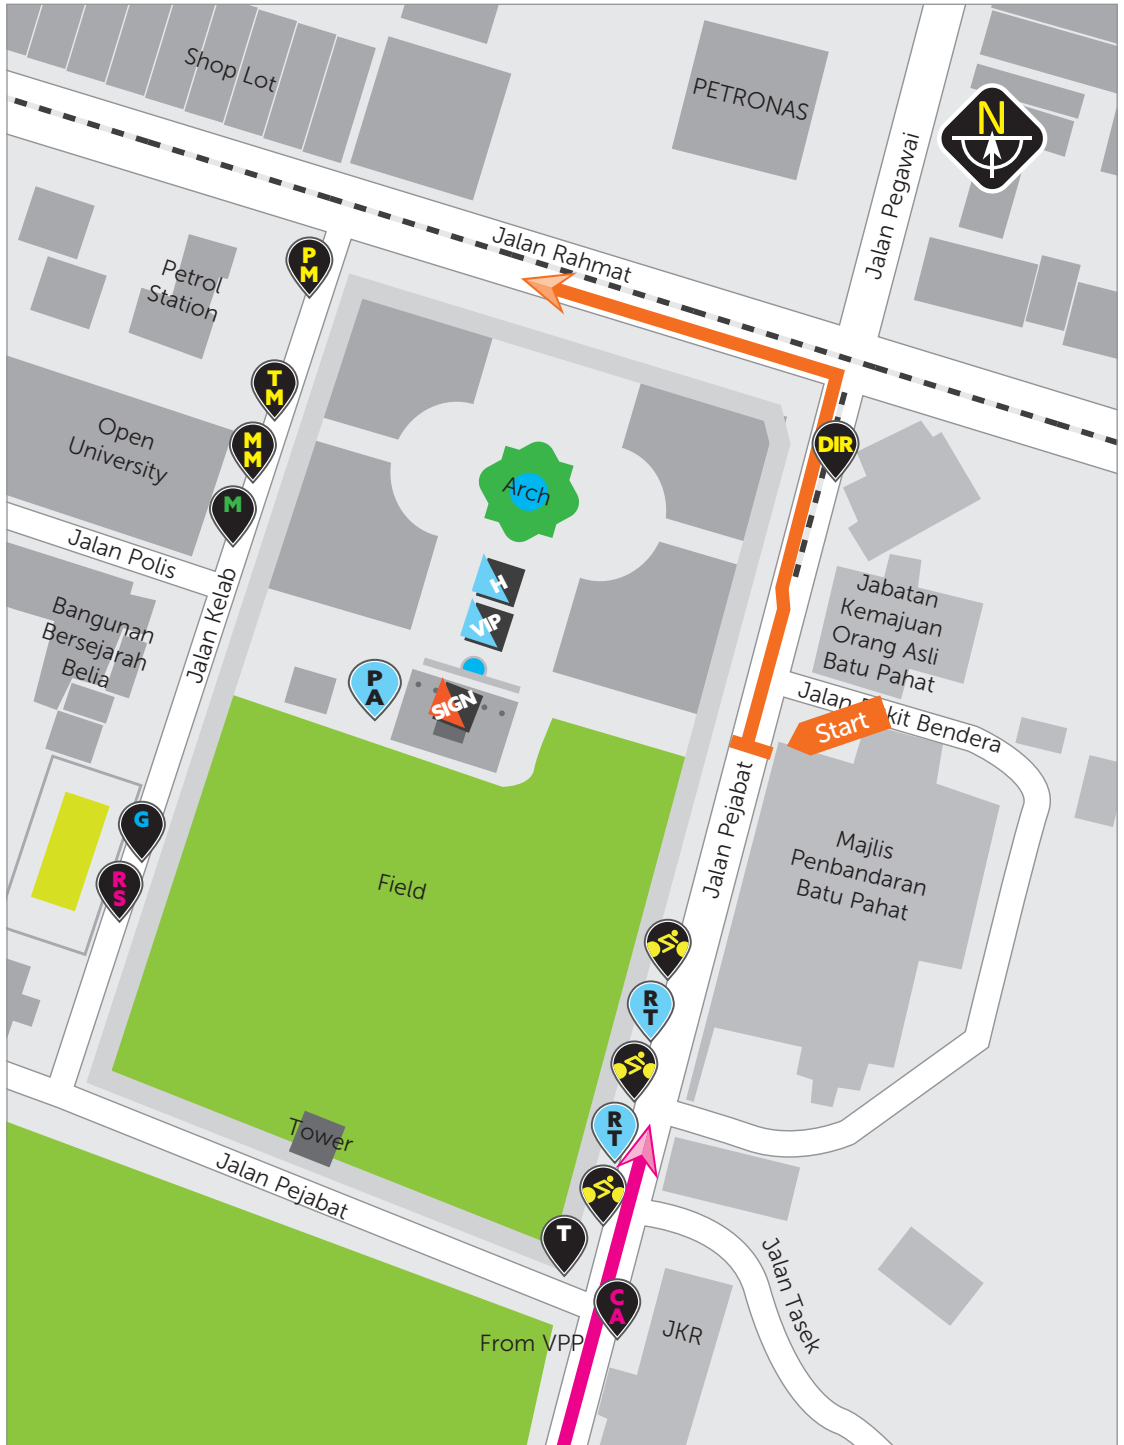 Shop Lot
PETRONAS
N
Jalan Pegawai
Jalan Rahmat
P
M
Petrol
Station
T
M
Open
University
M
M
DIR
Arch
M
Jalan Polis
H
Jabatan
Kemajuan
Orang Asli
Batu Pahat
Jalan Kelab
Bangunan
Bersejarah
Belia
VIP
P
A
SIGN
Jalan kit Bendera
Start
Jalan Pejabat
G
Majlis
Penbandaran
Batu Pahat
R
S
Field
R
T
R
T
Tower
Jalan Pejabat
T
Jalan Tasek
C
A
From VPP
JKR